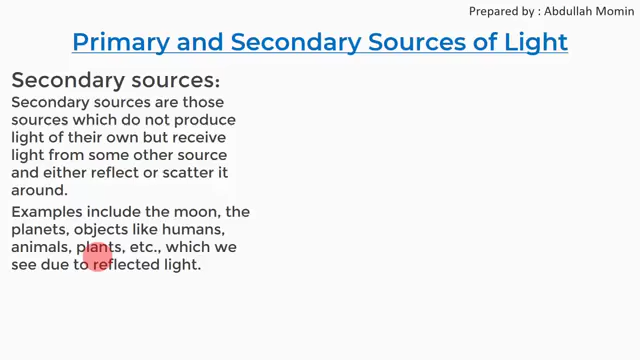 Prepared by : Abdullah Momin
Primary and Secondary Sources of Light
Secondary sources:
Secondary sources are those
sources which do not produce
light of their own but receive
light from some other source
and either reflect or scatter it
around.
Examples include the moon, the
planets, objects like humans,
animals, plants, etc., which we
see due to reflected light.